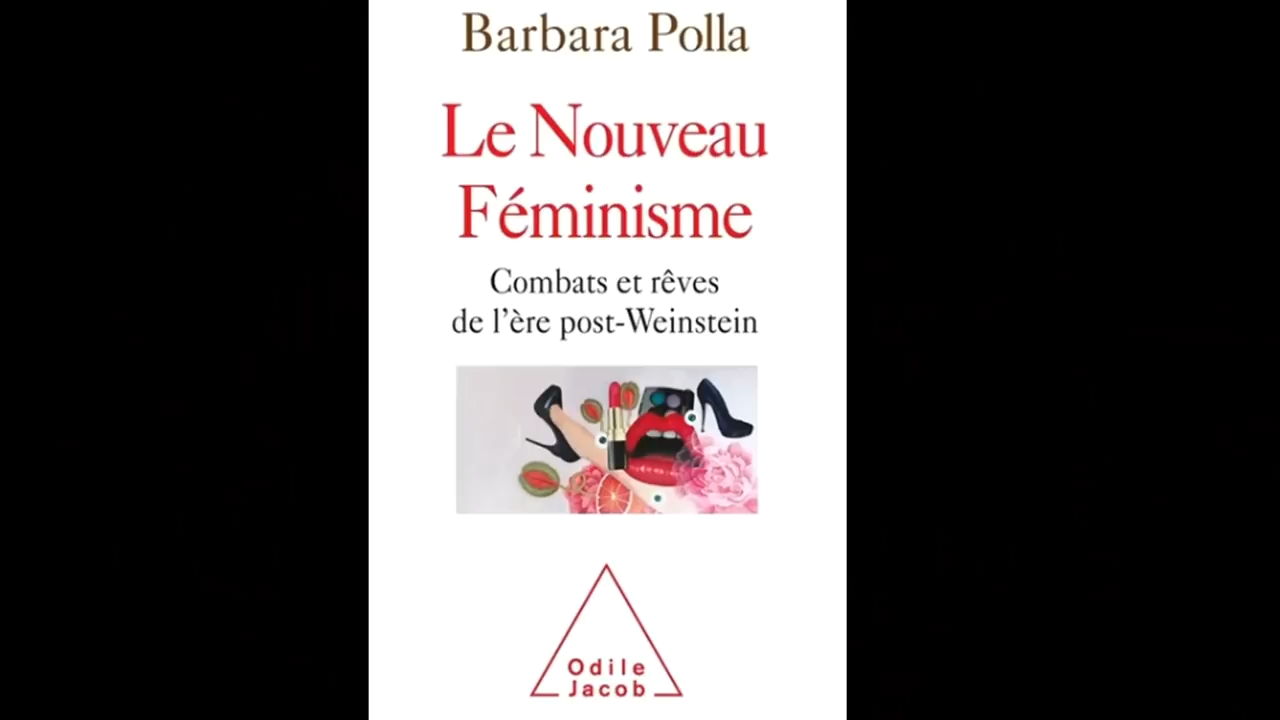 Barbara Polla
Le Nouveau
Féminisme
Combats et rêves
de l'ère post-Weinstein
Odile
Jacob